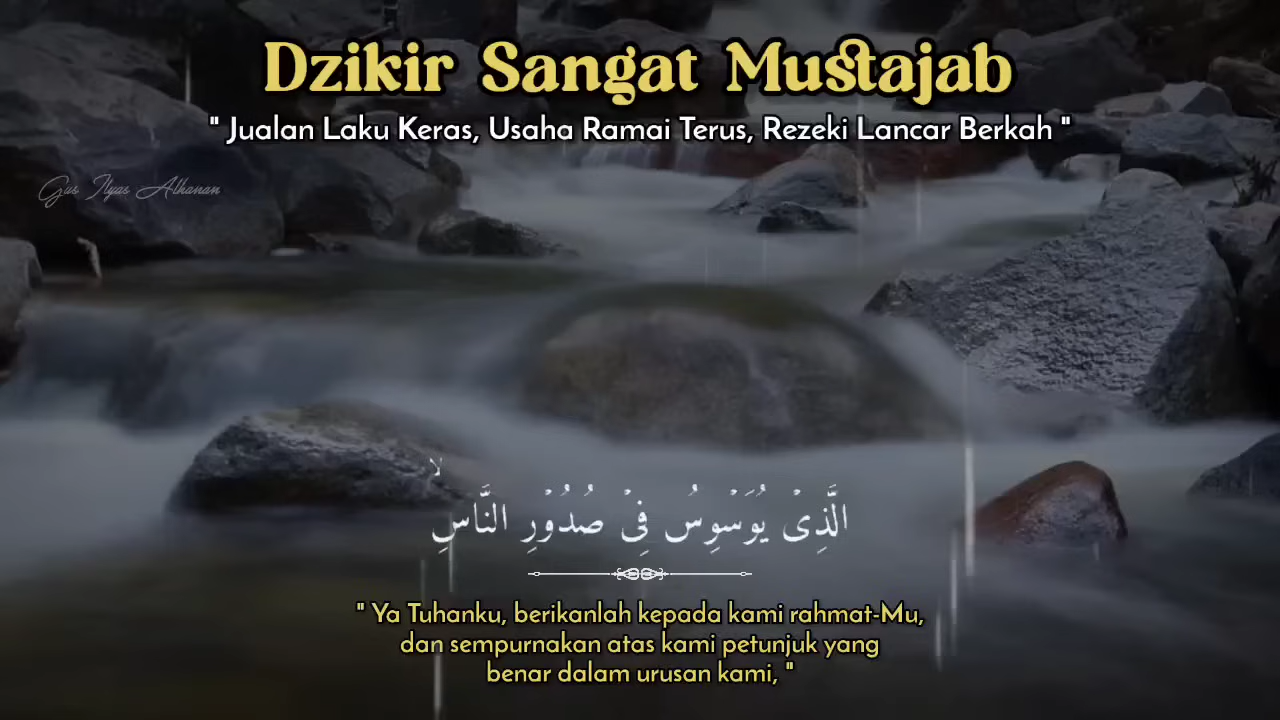 Dzikir Sangat Mustajab
" Jualan Laku Keras, Usaha Ramai Terus, Rezeki Lancar Berkah "
Gus Ilyas Alhanan
الَّذِيْ يُوَسْوِسُ فِيْ صُدُوْرِ النَّاسِۙ
" Ya Tuhanku, berikanlah kepada kami rahmat-Mu,
dan sempurnakan atas kami petunjuk yang
benar dalam urusan kami, "